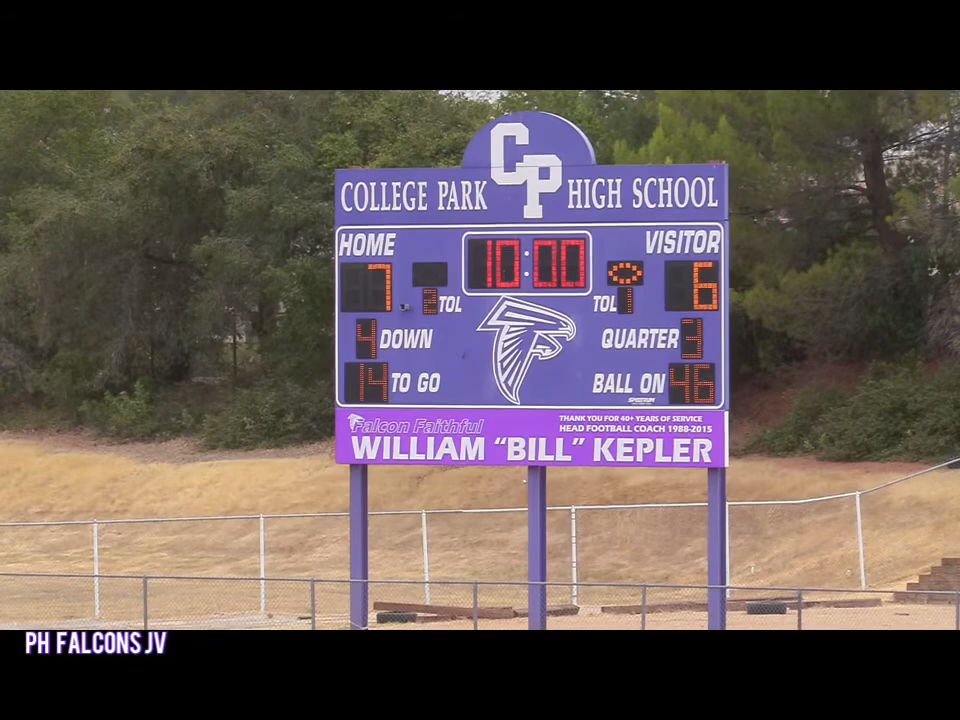 CP
COLLEGE PARK HIGH SCHOOL
HOME 10:00 VISITOR
7 6
2 TOL TOL 1
4 DOWN QUARTER 3
14 TO GO BALL ON 46
SPECTRUM
Falcon Faithful THANK YOU FOR 40+ YEARS OF SERVICE
HEAD FOOTBALL COACH 1988-2015
WILLIAM "BILL" KEPLER
PH FALCONS JV